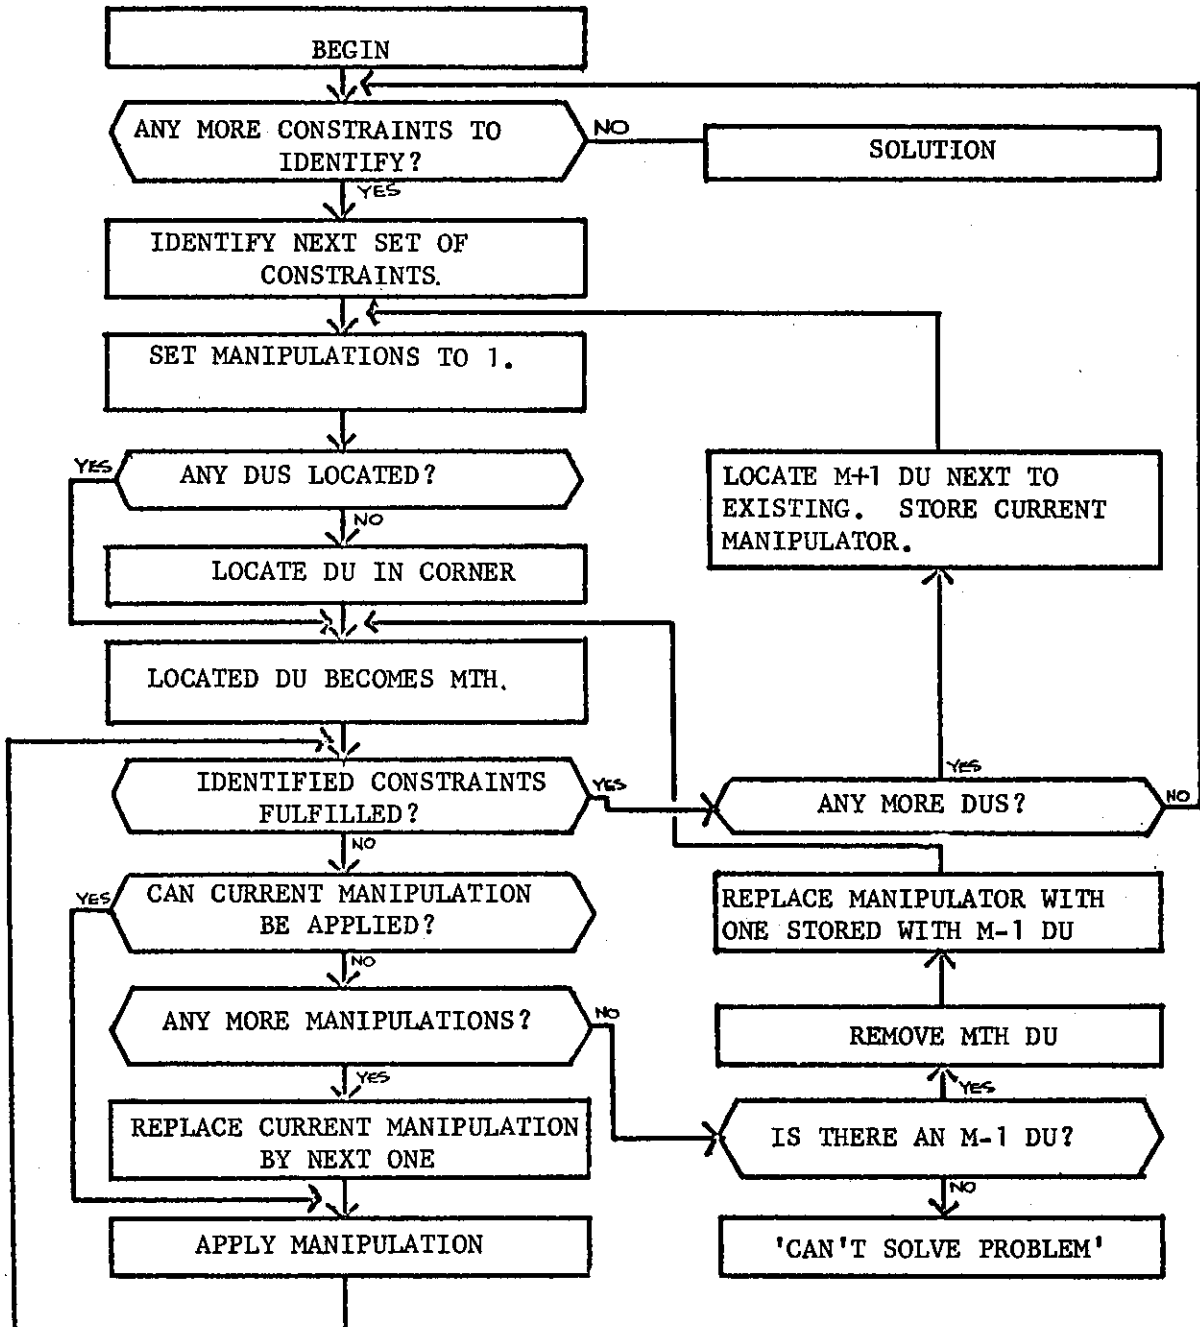 BEGIN
ANY MORE CONSTRAINTS TO
IDENTIFY?
NO
SOLUTION
YES
IDENTIFY NEXT SET OF
CONSTRAINTS.
SET MANIPULATIONS TO 1.
YES
ANY DUS LOCATED?
NO
LOCATE DU IN CORNER
LOCATED DU BECOMES MTH.
IDENTIFIED CONSTRAINTS
FULFILLED?
YES
NO
YES
CAN CURRENT MANIPULATION
BE APPLIED?
NO
ANY MORE MANIPULATIONS?
NO
YES
REPLACE CURRENT MANIPULATION
BY NEXT ONE
APPLY MANIPULATION
LOCATE M+1 DU NEXT TO
EXISTING. STORE CURRENT
MANIPULATOR.
YES
ANY MORE DUS?
NO
REPLACE MANIPULATOR WITH
ONE STORED WITH M-1 DU
REMOVE MTH DU
YES
IS THERE AN M-1 DU?
NO
'CAN'T SOLVE PROBLEM'